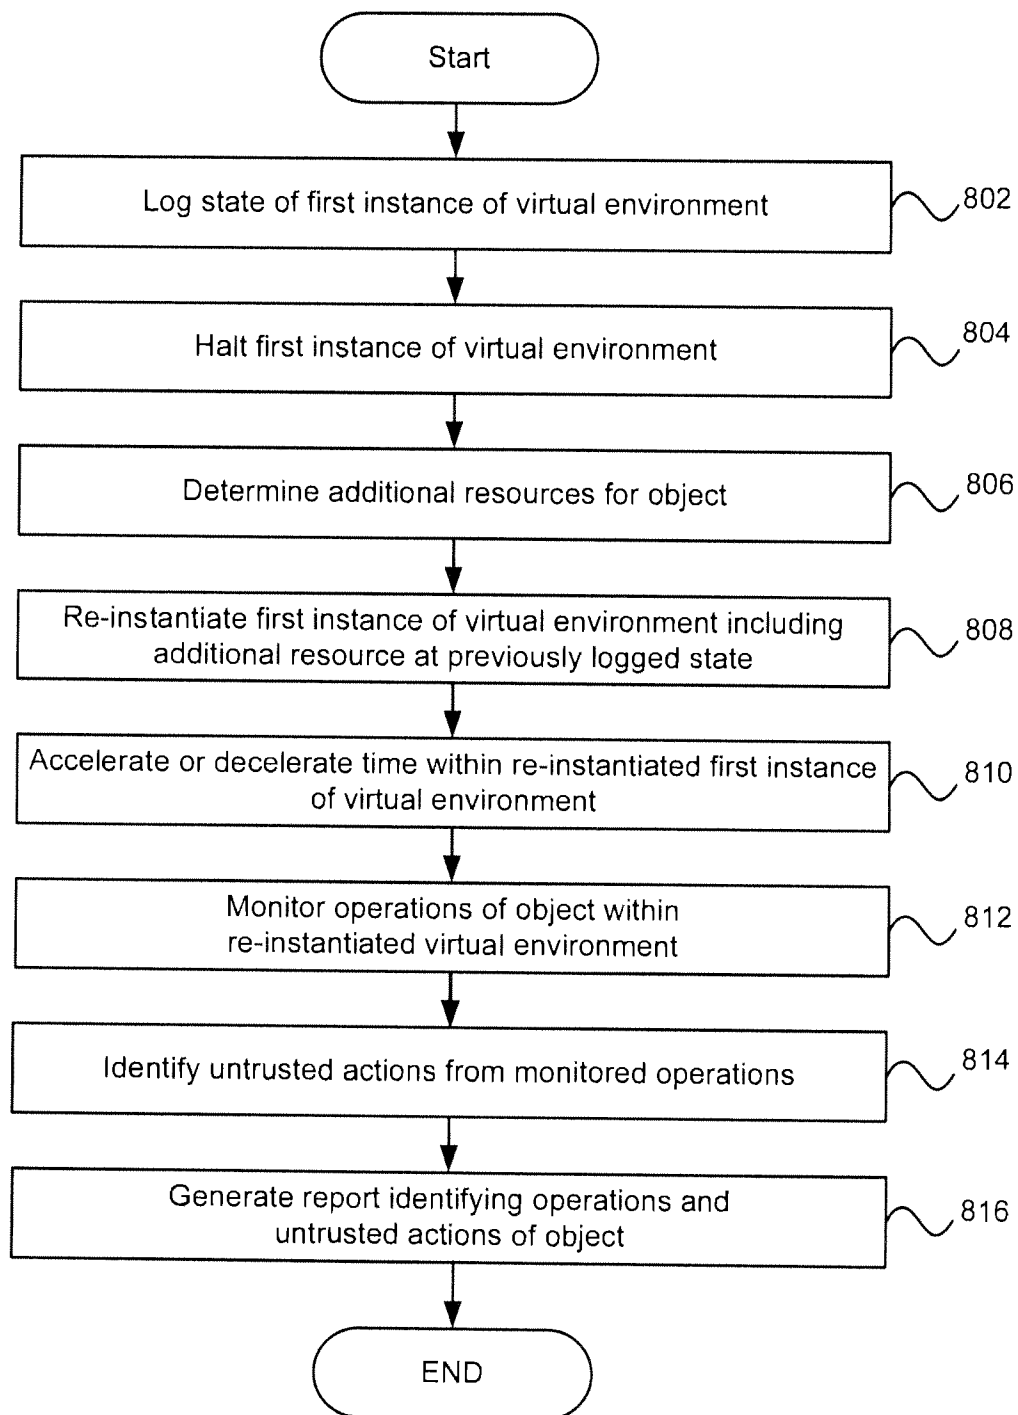 Start
Log state of first instance of virtual environment
802
Halt first instance of virtual environment
804
Determine additional resources for object
806
Re-instantiate first instance of virtual environment including
additional resource at previously logged state
808
Accelerate or decelerate time within re-instantiated first instance
of virtual environment
810
Monitor operations of object within
re-instantiated virtual environment
812
Identify untrusted actions from monitored operations
814
Generate report identifying operations and
untrusted actions of object
816
END